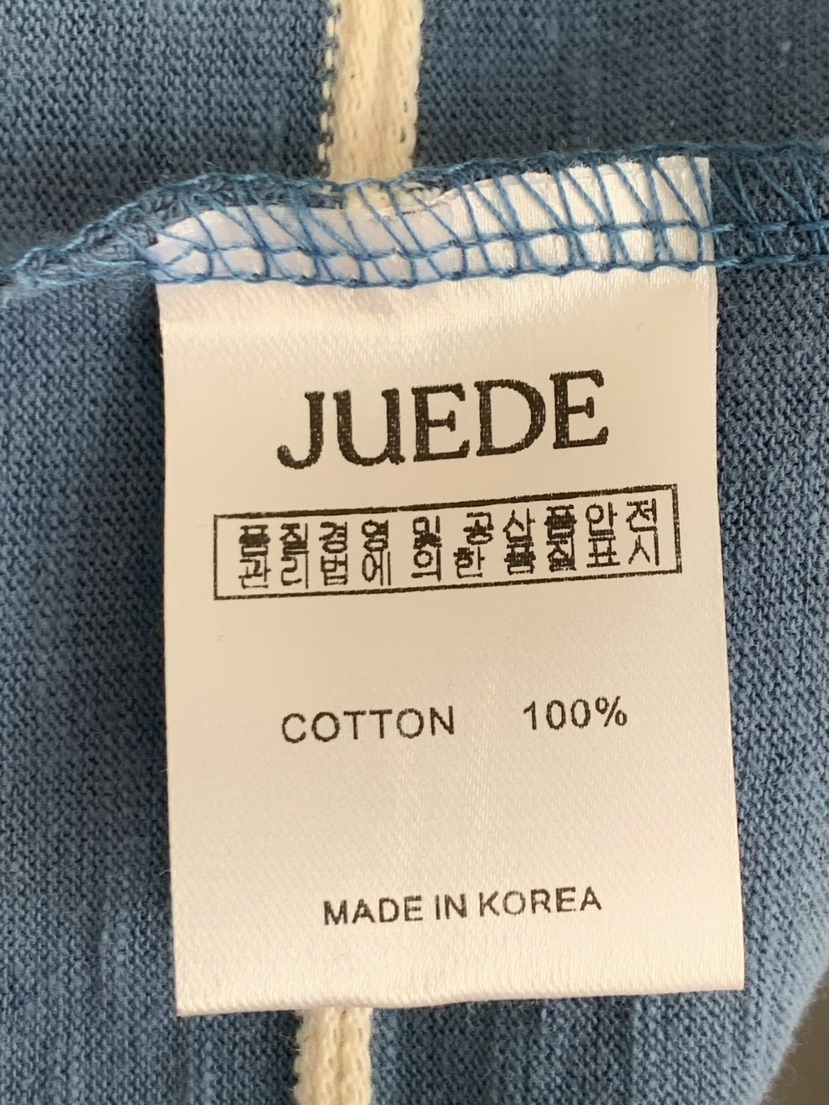 JUEDE
품질경영 및 공산품안전
관리법에 의한 품질표시
COTTON 100%
MADE IN KOREA